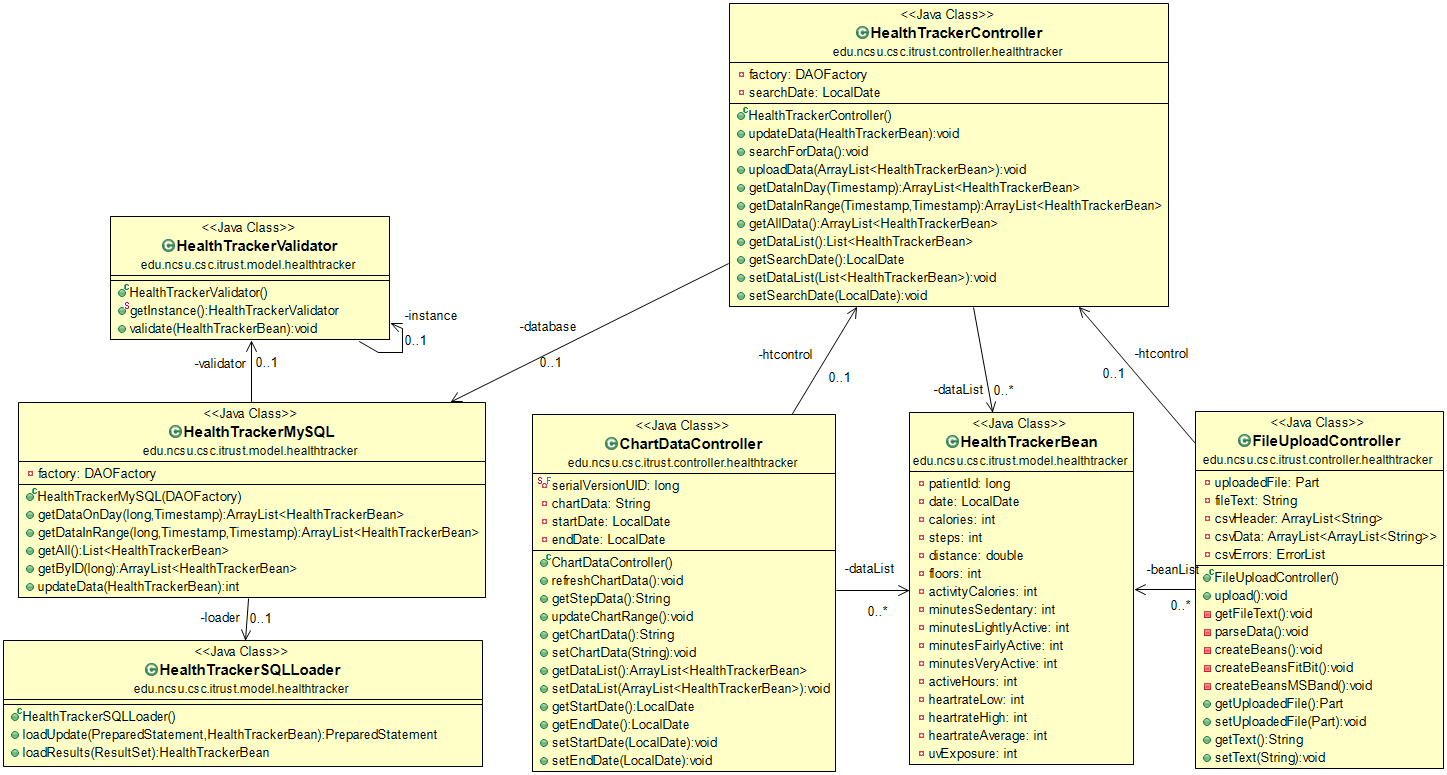 <<Java Class>>
HealthTrackerController
edu.ncsu.csc.itrust.controller.healthtracker
factory: DAOFactory
searchDate: LocalDate
HealthTrackerController()
updateData(HealthTrackerBean):void
searchForData():void
uploadData(ArrayList<HealthTrackerBean>):void
getDataInDay(Timestamp):ArrayList<HealthTrackerBean>
getDataInRange(Timestamp,Timestamp):ArrayList<HealthTrackerBean>
getAllData():ArrayList<HealthTrackerBean>
getDataList():List<HealthTrackerBean>
getSearchDate():LocalDate
setDataList(List<HealthTrackerBean>):void
setSearchDate(LocalDate):void
<<Java Class>>
HealthTrackerValidator
edu.ncsu.csc.itrust.model.healthtracker
HealthTrackerValidator()
getInstance():HealthTrackerValidator
validate(HealthTrackerBean):void
-instance
0..1
-validator
0..1
-database
0..1
-htcontrol
0..1
-dataList
0..*
-htcontrol
0..1
<<Java Class>>
HealthTrackerMySQL
edu.ncsu.csc.itrust.model.healthtracker
factory: DAOFactory
HealthTrackerMySQL(DAOFactory)
getDataOnDay(long,Timestamp):ArrayList<HealthTrackerBean>
getDataInRange(long,Timestamp,Timestamp):ArrayList<HealthTrackerBean>
getAll():List<HealthTrackerBean>
getByID(long):ArrayList<HealthTrackerBean>
updateData(HealthTrackerBean):int
-loader
0..1
<<Java Class>>
HealthTrackerSQLLoader
edu.ncsu.csc.itrust.model.healthtracker
HealthTrackerSQLLoader()
loadUpdate(PreparedStatement,HealthTrackerBean):PreparedStatement
loadResults(ResultSet):HealthTrackerBean
<<Java Class>>
ChartDataController
edu.ncsu.csc.itrust.controller.healthtracker
serialVersionUID: long
chartData: String
startDate: LocalDate
endDate: LocalDate
ChartDataController()
refreshChartData():void
getStepData():String
updateChartRange():void
getChartData():String
setChartData(String):void
getDataList():ArrayList<HealthTrackerBean>
setDataList(ArrayList<HealthTrackerBean>):void
getStartDate():LocalDate
getEndDate():LocalDate
setStartDate(LocalDate):void
setEndDate(LocalDate):void
-dataList
0..*
<<Java Class>>
HealthTrackerBean
edu.ncsu.csc.itrust.model.healthtracker
patientId: long
date: LocalDate
calories: int
steps: int
distance: double
floors: int
activityCalories: int
minutesSedentary: int
minutesLightlyActive: int
minutesFairlyActive: int
minutesVeryActive: int
activeHours: int
heartrateLow: int
heartrateHigh: int
heartrateAverage: int
uvExposure: int
-beanList
0..*
<<Java Class>>
FileUploadController
edu.ncsu.csc.itrust.controller.healthtracker
uploadedFile: Part
fileText: String
csvHeader: ArrayList<String>
csvData: ArrayList<ArrayList<String>>
csvErrors: ErrorList
FileUploadController()
upload():void
getFileText():void
parseData():void
createBeans():void
createBeansFitBit():void
createBeansMSBand():void
getUploadedFile():Part
setUploadedFile(Part):void
getText():String
setText(String):void